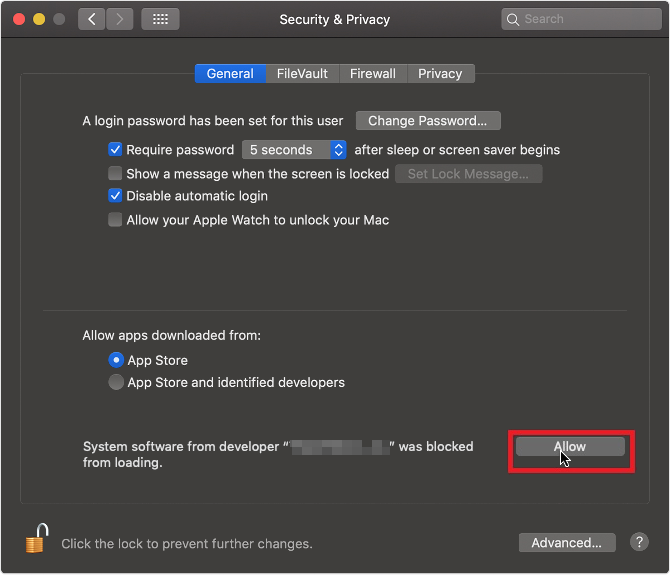 Security & Privacy
Search
General
FileVault
Firewall
Privacy
A login password has been set for this user
Change Password...
Require password
5 seconds
after sleep or screen saver begins
Show a message when the screen is locked
Set Lock Message...
Disable automatic login
Allow your Apple Watch to unlock your Mac
Allow apps downloaded from:
App Store
App Store and identified developers
System software from developer “ ” was blocked
from loading.
Allow
Click the lock to prevent further changes.
Advanced...
?